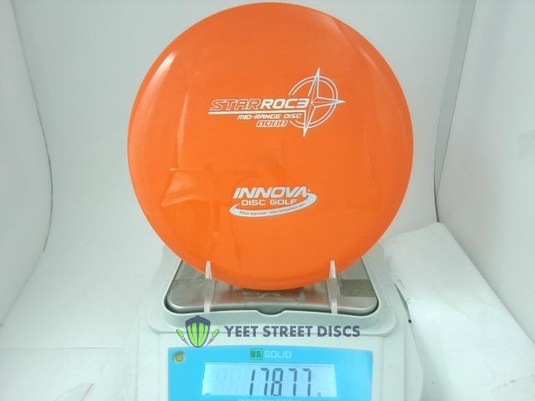 STAR ROC3
MID-RANGE DISC
INNOVA
DISC GOLF
YEET STREET DISCS
U.S. SOLID
178.77